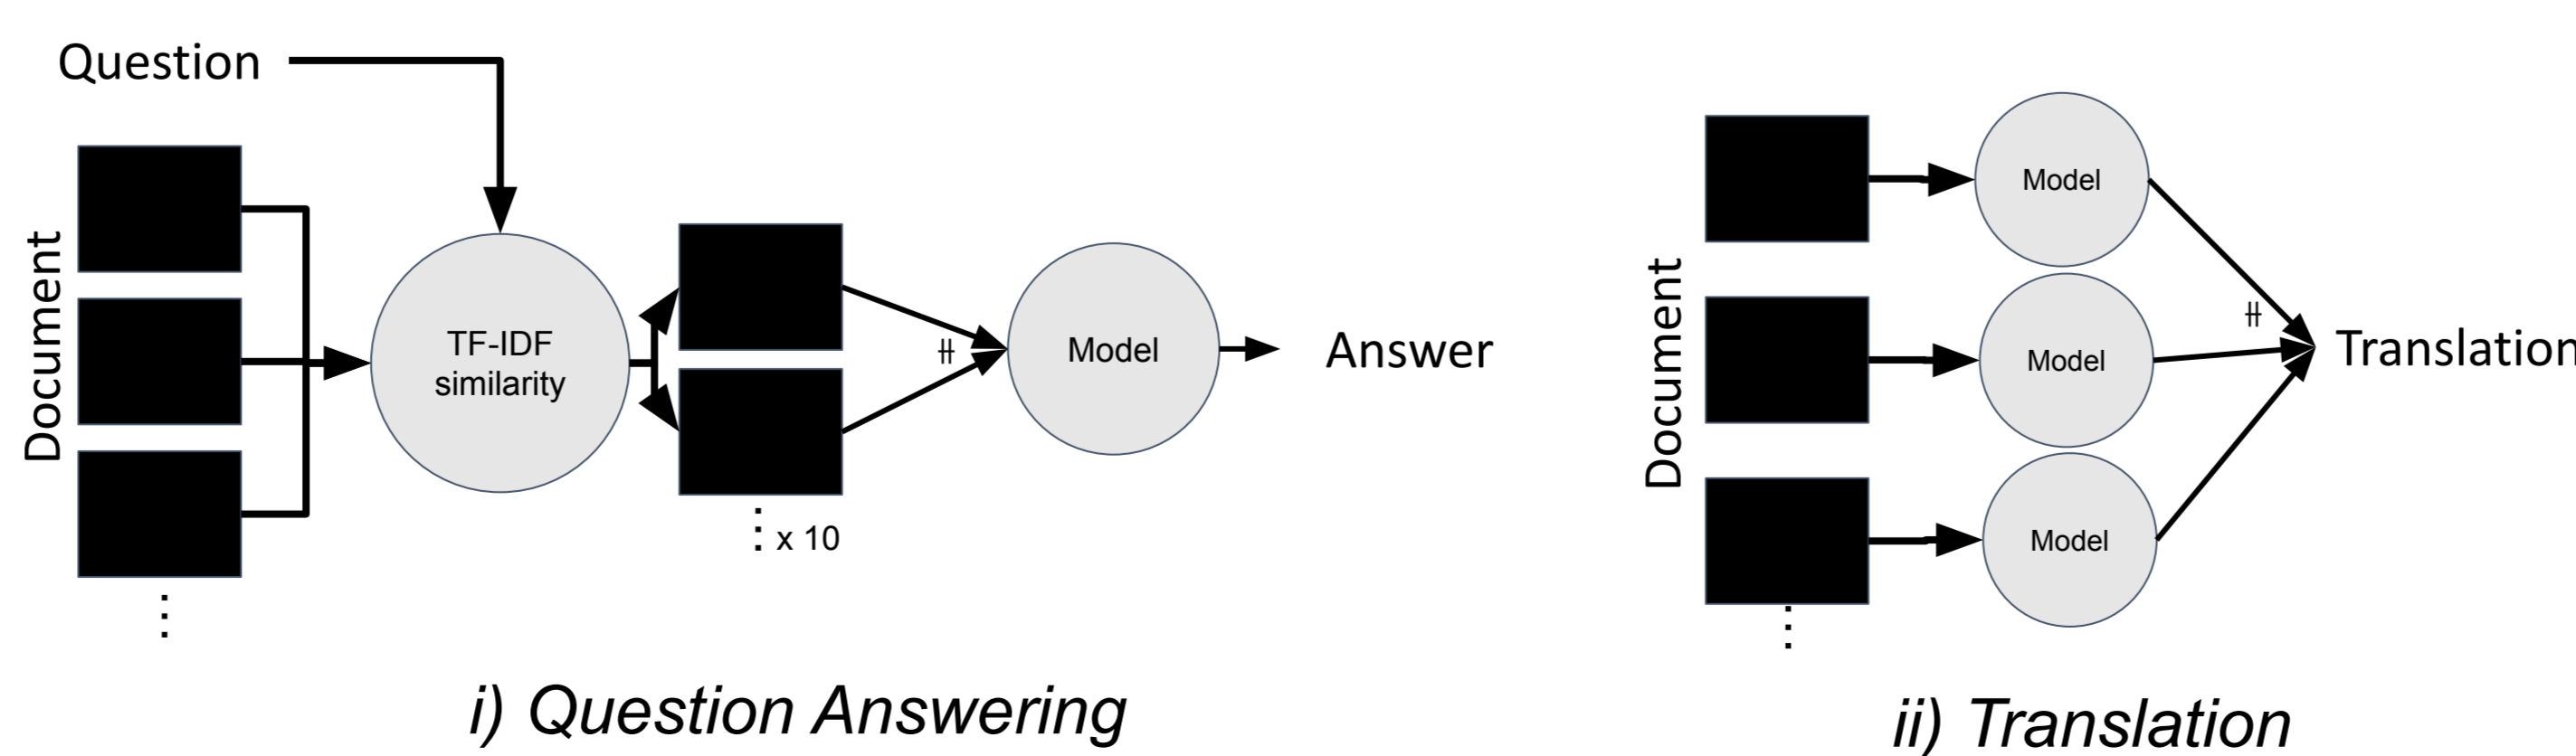 Question
Document
TF-IDF
similarity
⧺
x 10
Model
Answer
i) Question Answering
Document
Model
Model
Model
⧺
Translation
ii) Translation